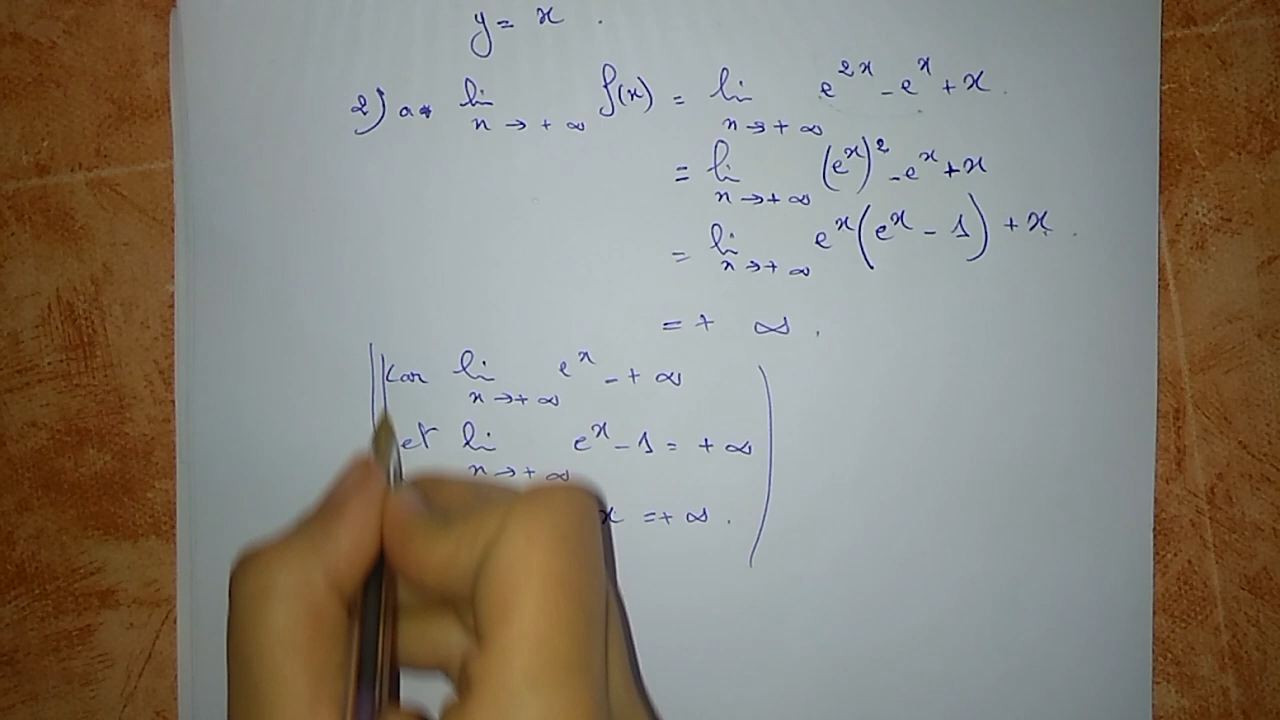 y = x .
2) a. lim f(x) = lim e^{2x} - e^x + x .
x → + ∞ x → + ∞
= lim (e^x)^2 - e^x + x
x → + ∞
= lim e^x (e^x - 1) + x .
x → + ∞
= + ∞ .
Car lim e^x = + ∞
x → + ∞
et lim e^x - 1 = + ∞
x → + ∞
x = + ∞ .